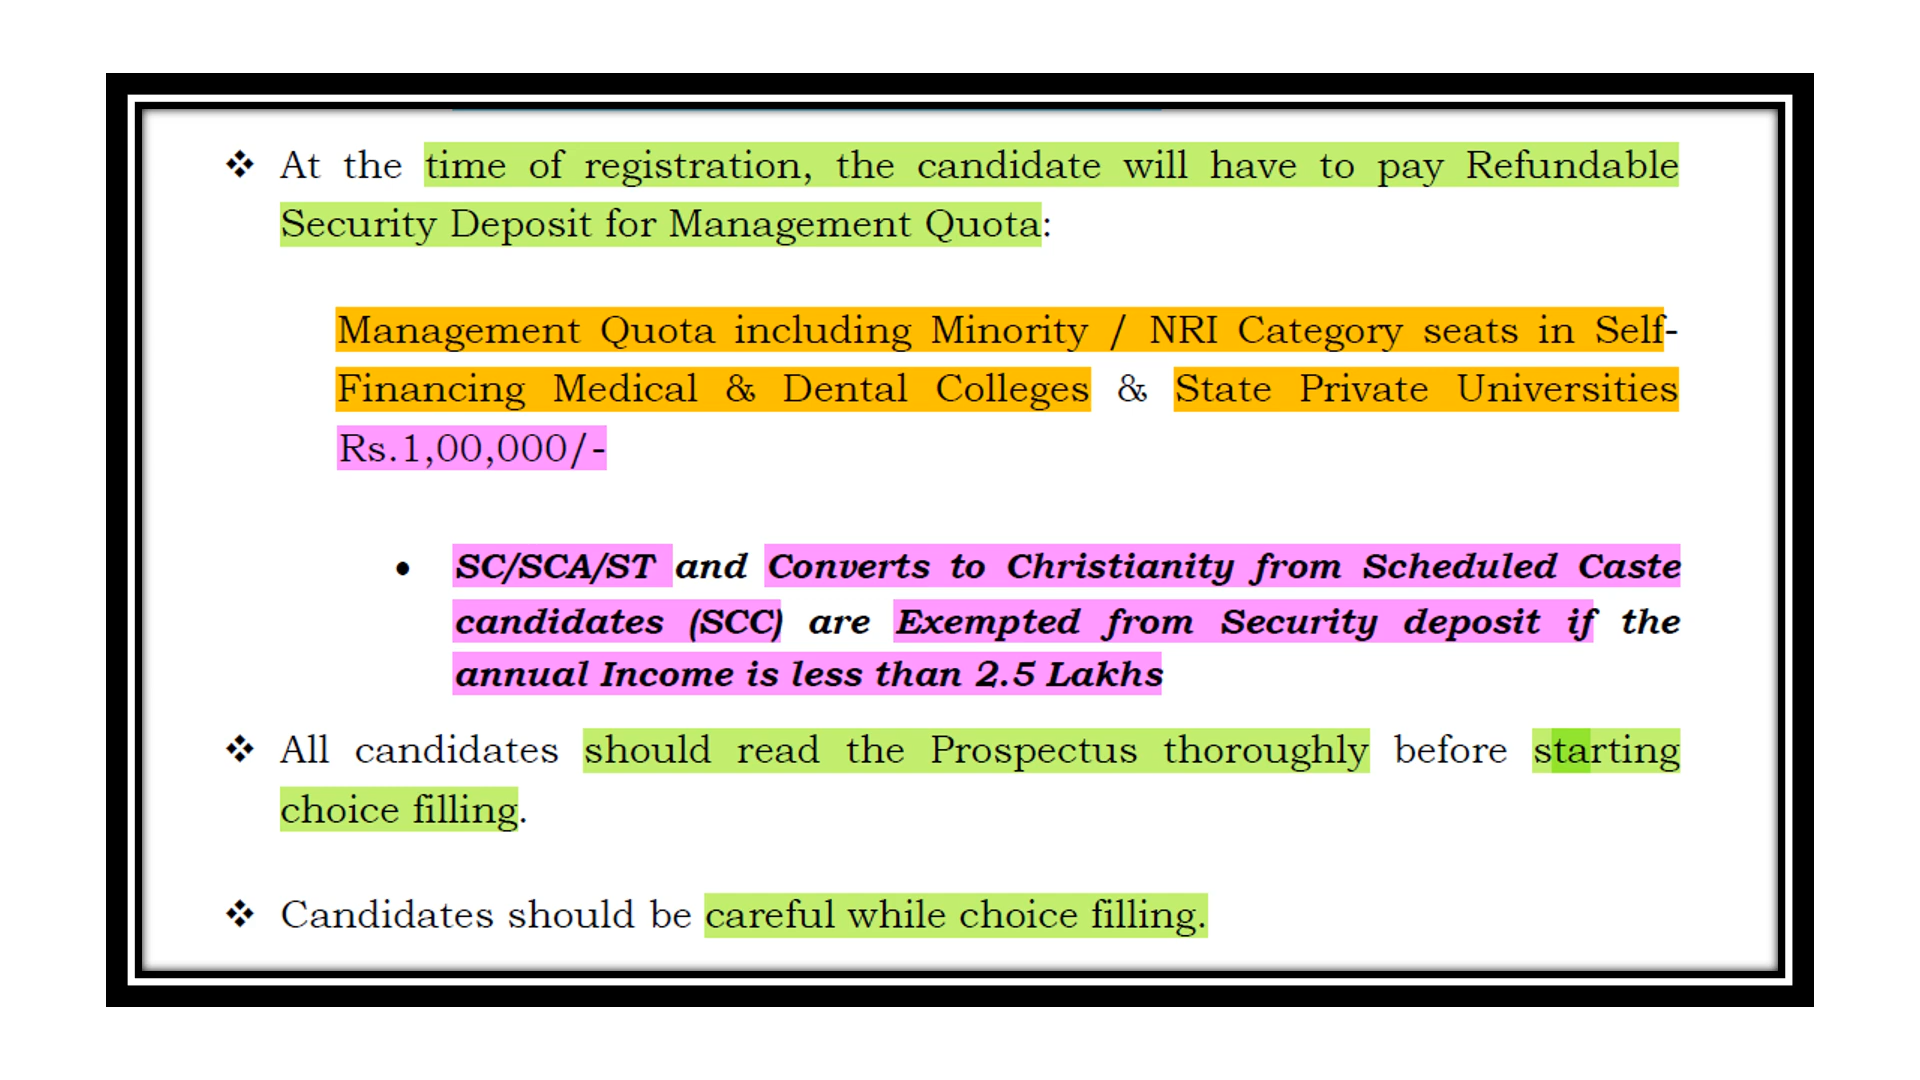 ❖ At the time of registration, the candidate will have to pay Refundable
Security Deposit for Management Quota:
Management Quota including Minority / NRI Category seats in Self-
Financing Medical & Dental Colleges & State Private Universities
Rs.1,00,000/-
• SC/SCA/ST and Converts to Christianity from Scheduled Caste
candidates (SCC) are Exempted from Security deposit if the
annual Income is less than 2.5 Lakhs
❖ All candidates should read the Prospectus thoroughly before starting
choice filling.
❖ Candidates should be careful while choice filling.